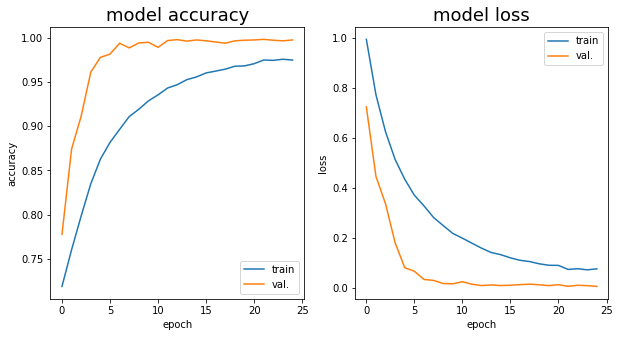 model accuracy
1.00
0.95
0.90
0.85
0.80
0.75
accuracy
train
val.
0 5 10 15 20 25
epoch
model loss
1.0
0.8
0.6
0.4
0.2
0.0
loss
train
val.
0 5 10 15 20 25
epoch